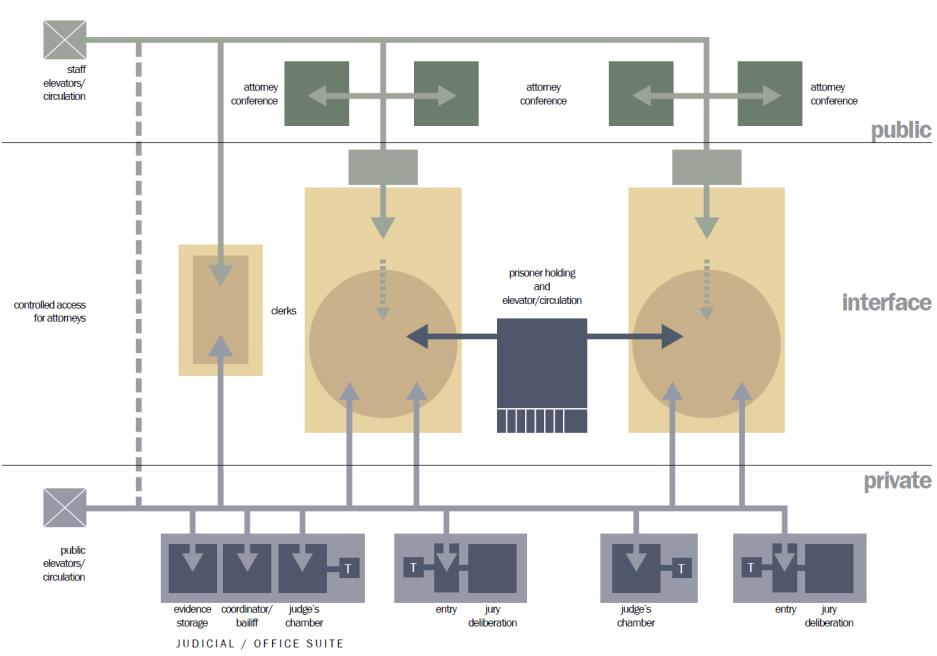 staff
elevators/
circulation
attorney
conference
attorney
conference
attorney
conference
public
controlled access
for attorneys
clerks
prisoner holding
and
elevator/circulation
interface
private
public
elevators/
circulation
T
T
T
T
evidence
storage
coordinator/
bailiff
judge's
chamber
entry
jury
deliberation
judge's
chamber
entry
jury
deliberation
JUDICIAL / OFFICE SUITE